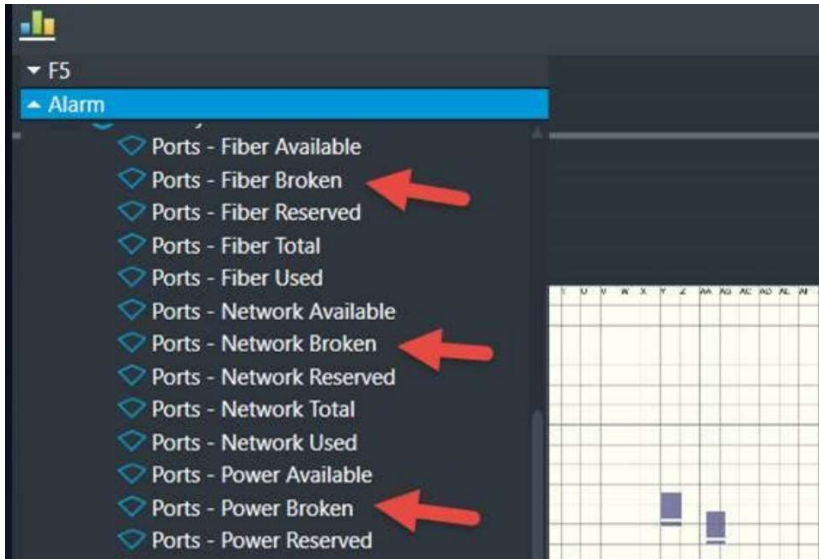 F5
Alarm
Ports - Fiber Available
Ports - Fiber Broken
Ports - Fiber Reserved
Ports - Fiber Total
Ports - Fiber Used
Ports - Network Available
Ports - Network Broken
Ports - Network Reserved
Ports - Network Total
Ports - Network Used
Ports - Power Available
Ports - Power Broken
Ports - Power Reserved
U V W X Y Z AA